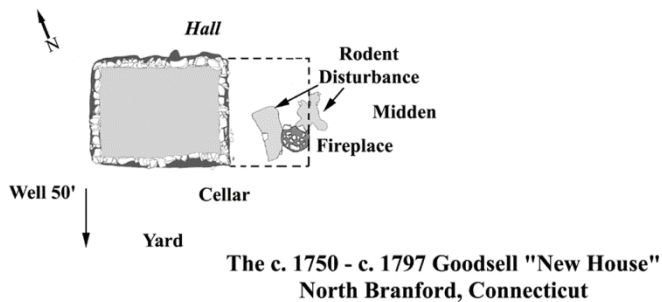 N
Hall
Rodent
Disturbance
Midden
Fireplace
Well 50'
Cellar
Yard
The c. 1750 - c. 1797 Goodsell "New House"
North Branford, Connecticut